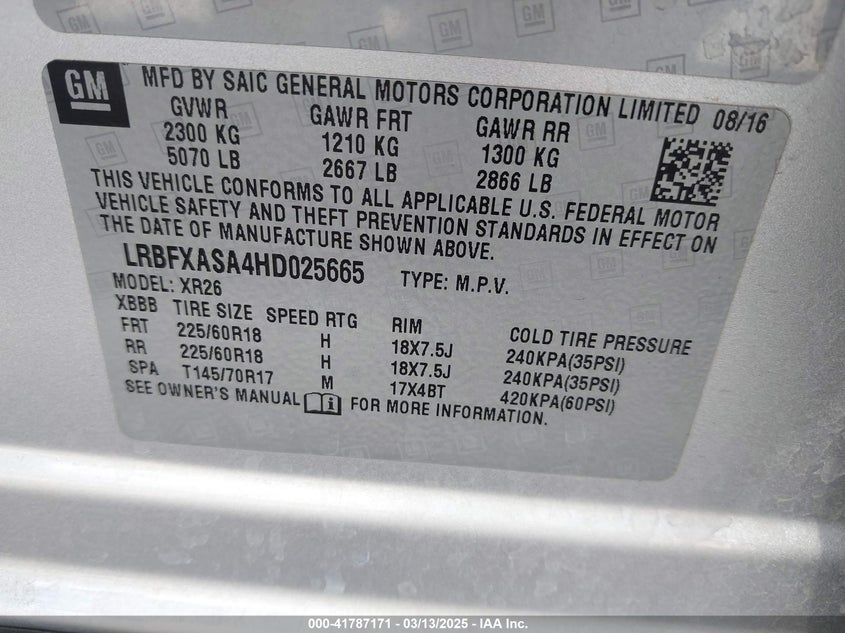 GM
MFD BY SAIC GENERAL MOTORS CORPORATION LIMITED 08/16
GVWR GAWR FRT GAWR RR
2300 KG 1210 KG 1300 KG
5070 LB 2667 LB 2866 LB
THIS VEHICLE CONFORMS TO ALL APPLICABLE U.S. FEDERAL MOTOR
VEHICLE SAFETY AND THEFT PREVENTION STANDARDS IN EFFECT ON
THE DATE OF MANUFACTURE SHOWN ABOVE.
LRBFXASA4HD025665 TYPE: M.P.V.
MODEL: XR26
XBBB TIRE SIZE SPEED RTG RIM COLD TIRE PRESSURE
FRT 225/60R18 H 18X7.5J 240KPA(35PSI)
RR 225/60R18 H 18X7.5J 240KPA(35PSI)
SPA T145/70R17 M 17X4BT 420KPA(60PSI)
SEE OWNER'S MANUAL FOR MORE INFORMATION.
000-41787171 - 03/13/2025 - IAA Inc.